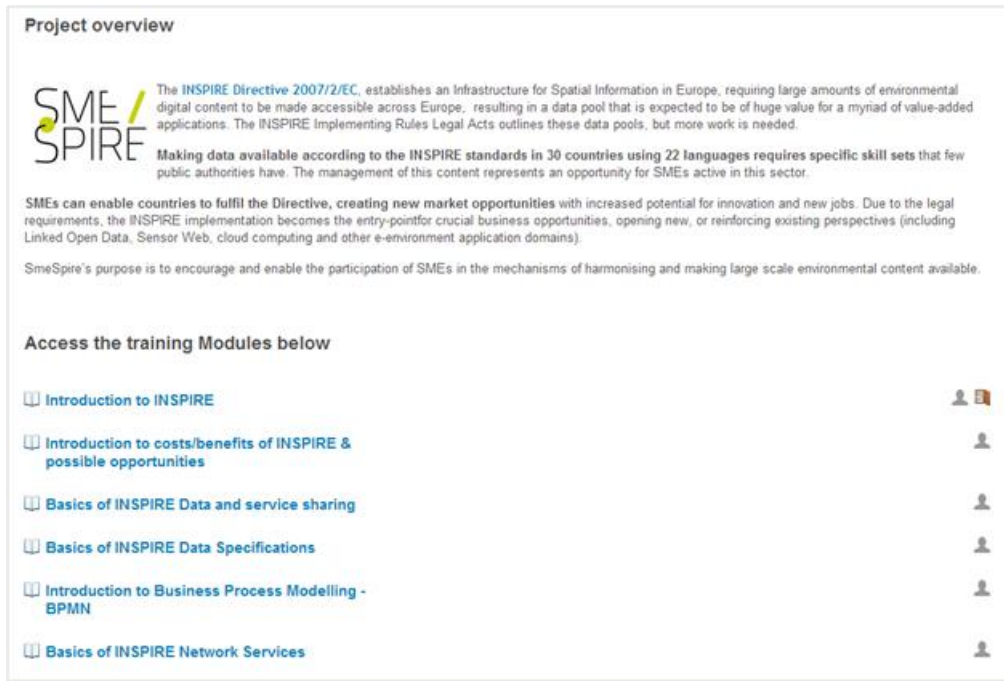 Project overview
SME/
SPIRE
The INSPIRE Directive 2007/2/EC, establishes an Infrastructure for Spatial Information in Europe, requiring large amounts of environmental
digital content to be made accessible across Europe, resulting in a data pool that is expected to be of huge value for a myriad of value-added
applications. The INSPIRE Implementing Rules Legal Acts outlines these data pools, but more work is needed.
Making data available according to the INSPIRE standards in 30 countries using 22 languages requires specific skill sets that few
public authorities have. The management of this content represents an opportunity for SMEs active in this sector.
SMEs can enable countries to fulfil the Directive, creating new market opportunities with increased potential for innovation and new jobs. Due to the legal
requirements, the INSPIRE implementation becomes the entry-pointfor crucial business opportunities, opening new, or reinforcing existing perspectives (including
Linked Open Data, Sensor Web, cloud computing and other e-environment application domains).
SmeSpire's purpose is to encourage and enable the participation of SMEs in the mechanisms of harmonising and making large scale environmental content available.
Access the training Modules below
Introduction to INSPIRE
Introduction to costs/benefits of INSPIRE &
possible opportunities
Basics of INSPIRE Data and service sharing
Basics of INSPIRE Data Specifications
Introduction to Business Process Modelling -
BPMN
Basics of INSPIRE Network Services